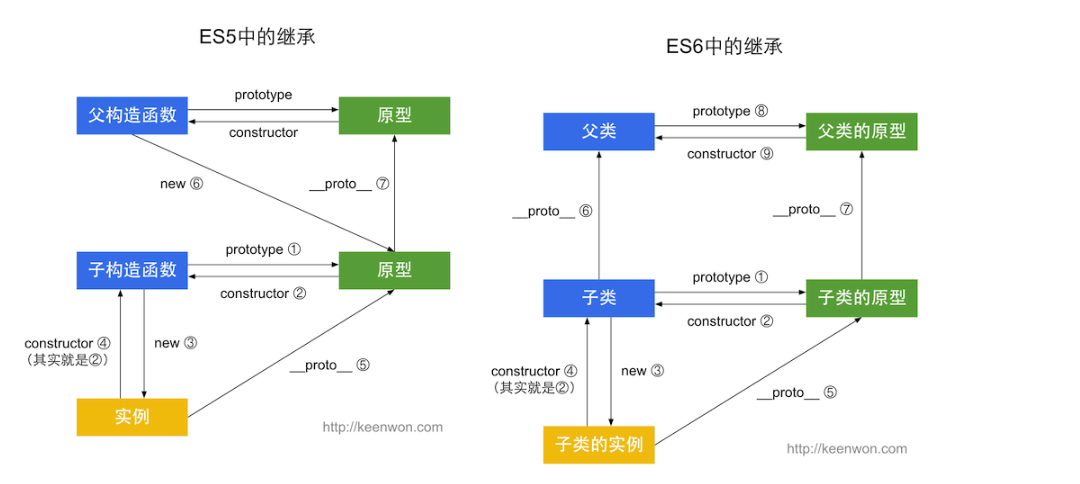 ES5中的继承
父构造函数
prototype
constructor
原型
new ⑥
__proto__ ⑦
子构造函数
prototype ①
constructor ②
原型
constructor ④
（其实就是②）
new ③
__proto__ ⑤
实例
http://keenwon.com
ES6中的继承
父类
prototype ⑧
constructor ⑨
父类的原型
__proto__ ⑥
__proto__ ⑦
子类
prototype ①
constructor ②
子类的原型
constructor ④
（其实就是②）
new ③
__proto__ ⑤
子类的实例
http://keenwon.com